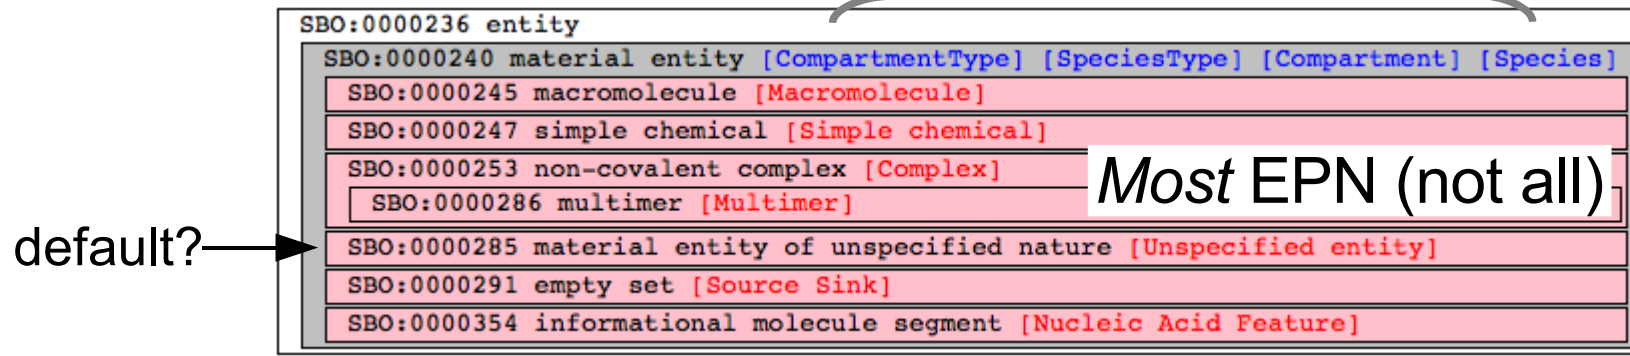 SBO:0000236 entity
SBO:0000240 material entity [CompartmentType] [SpeciesType] [Compartment] [Species]
SBO:0000245 macromolecule [Macromolecule]
SBO:0000247 simple chemical [Simple chemical]
SBO:0000253 non-covalent complex [Complex]
Most EPN (not all)
SBO:0000286 multimer [Multimer]
default?
SBO:0000285 material entity of unspecified nature [Unspecified entity]
SBO:0000291 empty set [Source Sink]
SBO:0000354 informational molecule segment [Nucleic Acid Feature]